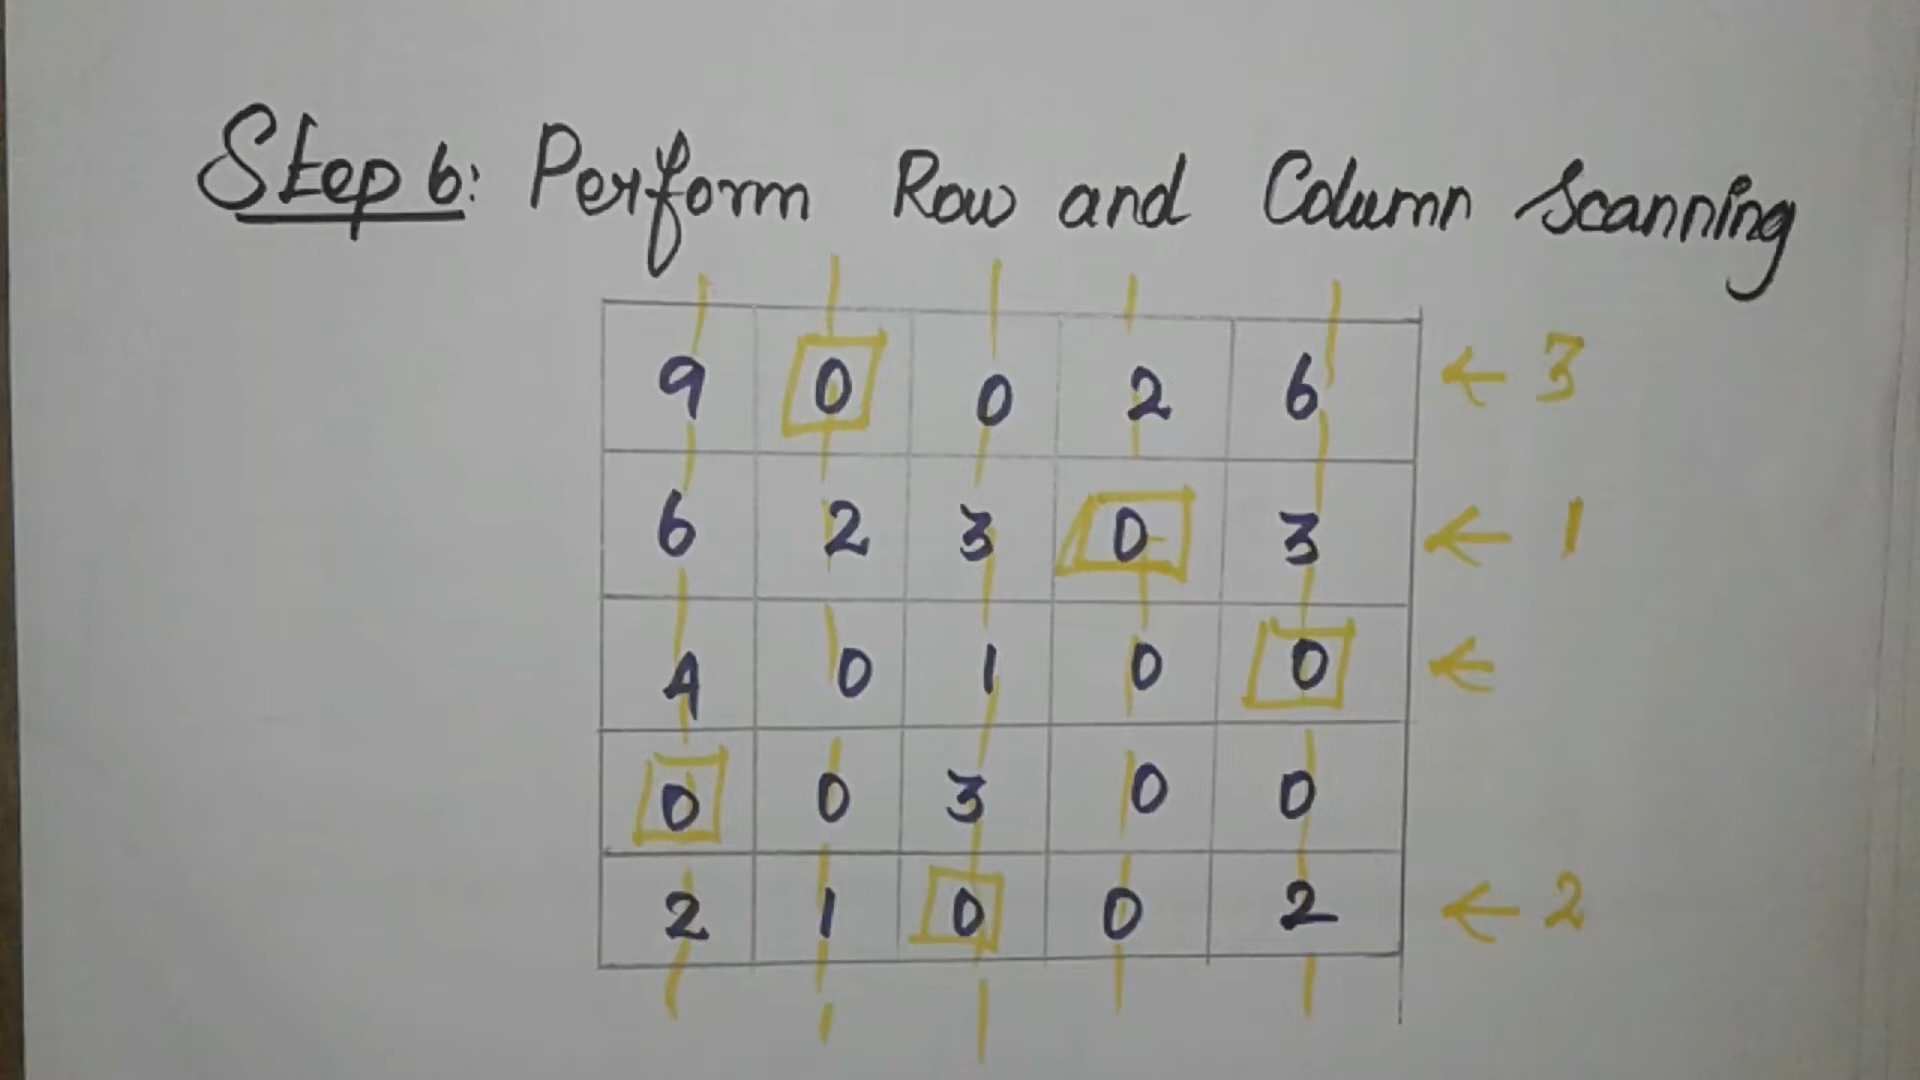 Step 6: Perform Row and Column Scanning
9 0 0 2 6 ← 3
6 2 3 0 3 ← 1
4 0 1 0 0 ←
0 0 3 0 0
2 1 0 0 2 ← 2